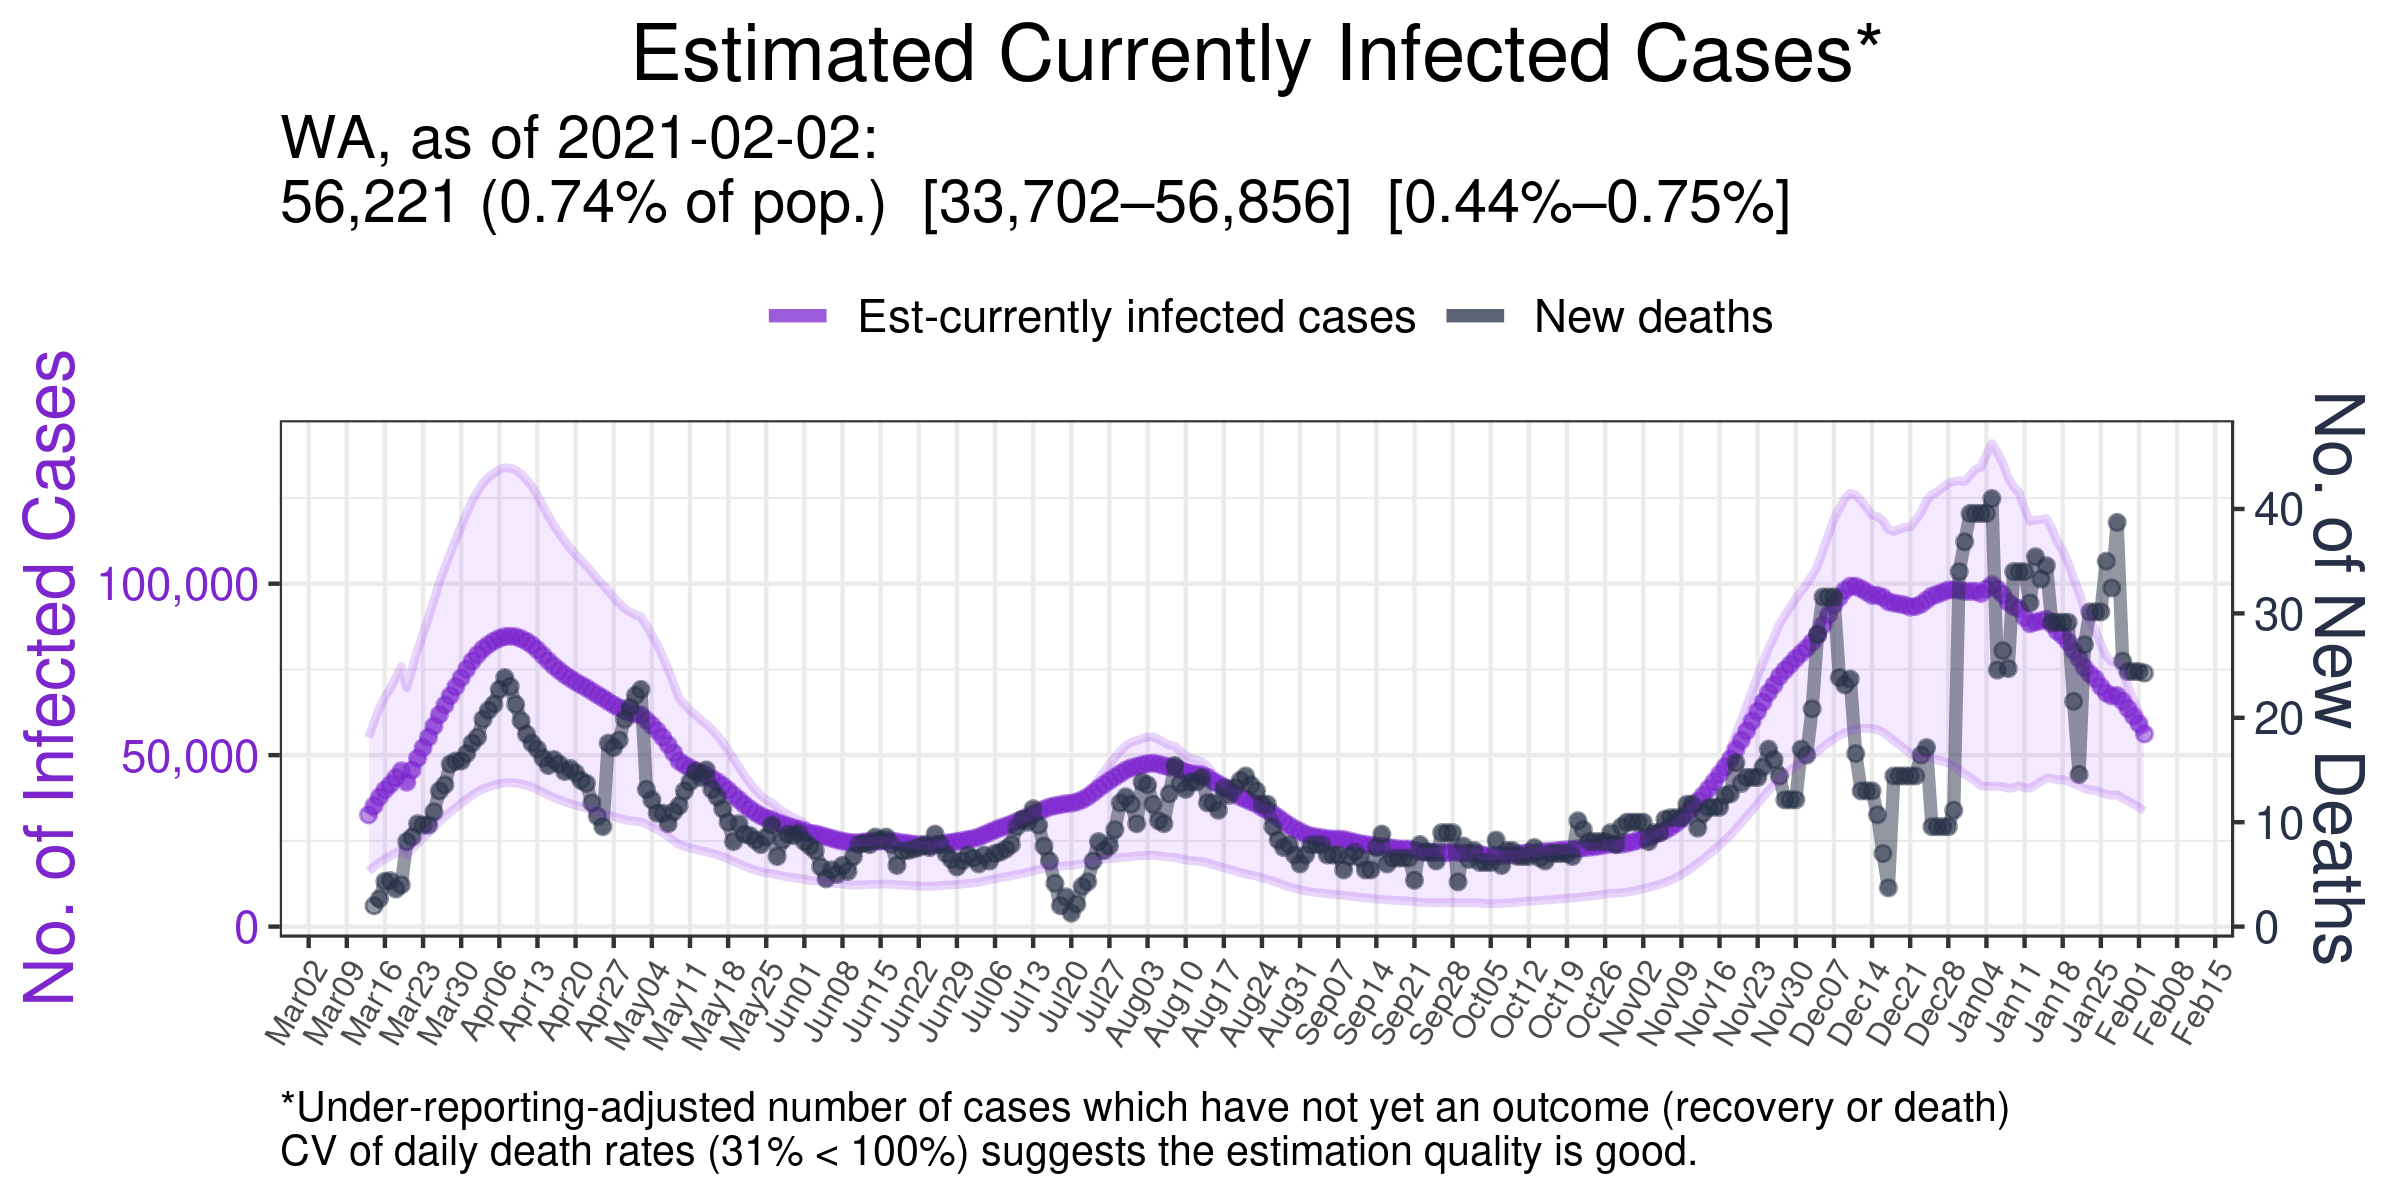 Estimated Currently Infected Cases*
WA, as of 2021-02-02:
56,221 (0.74% of pop.) [33,702–56,856] [0.44%–0.75%]
Est-currently infected cases
New deaths
No. of Infected Cases
100,000
50,000
0
40
30
20
10
0
No. of New Deaths
Mar02
Mar09
Mar16
Mar23
Mar30
Apr06
Apr13
Apr20
Apr27
May04
May11
May18
May25
Jun01
Jun08
Jun15
Jun22
Jun29
Jul06
Jul13
Jul20
Jul27
Aug03
Aug10
Aug17
Aug24
Aug31
Sep07
Sep14
Sep21
Sep28
Oct05
Oct12
Oct19
Oct26
Nov02
Nov09
Nov16
Nov23
Nov30
Dec07
Dec14
Dec21
Dec28
Jan04
Jan11
Jan18
Jan25
Feb01
Feb08
Feb15
*Under-reporting-adjusted number of cases which have not yet an outcome (recovery or death)
CV of daily death rates (31% < 100%) suggests the estimation quality is good.